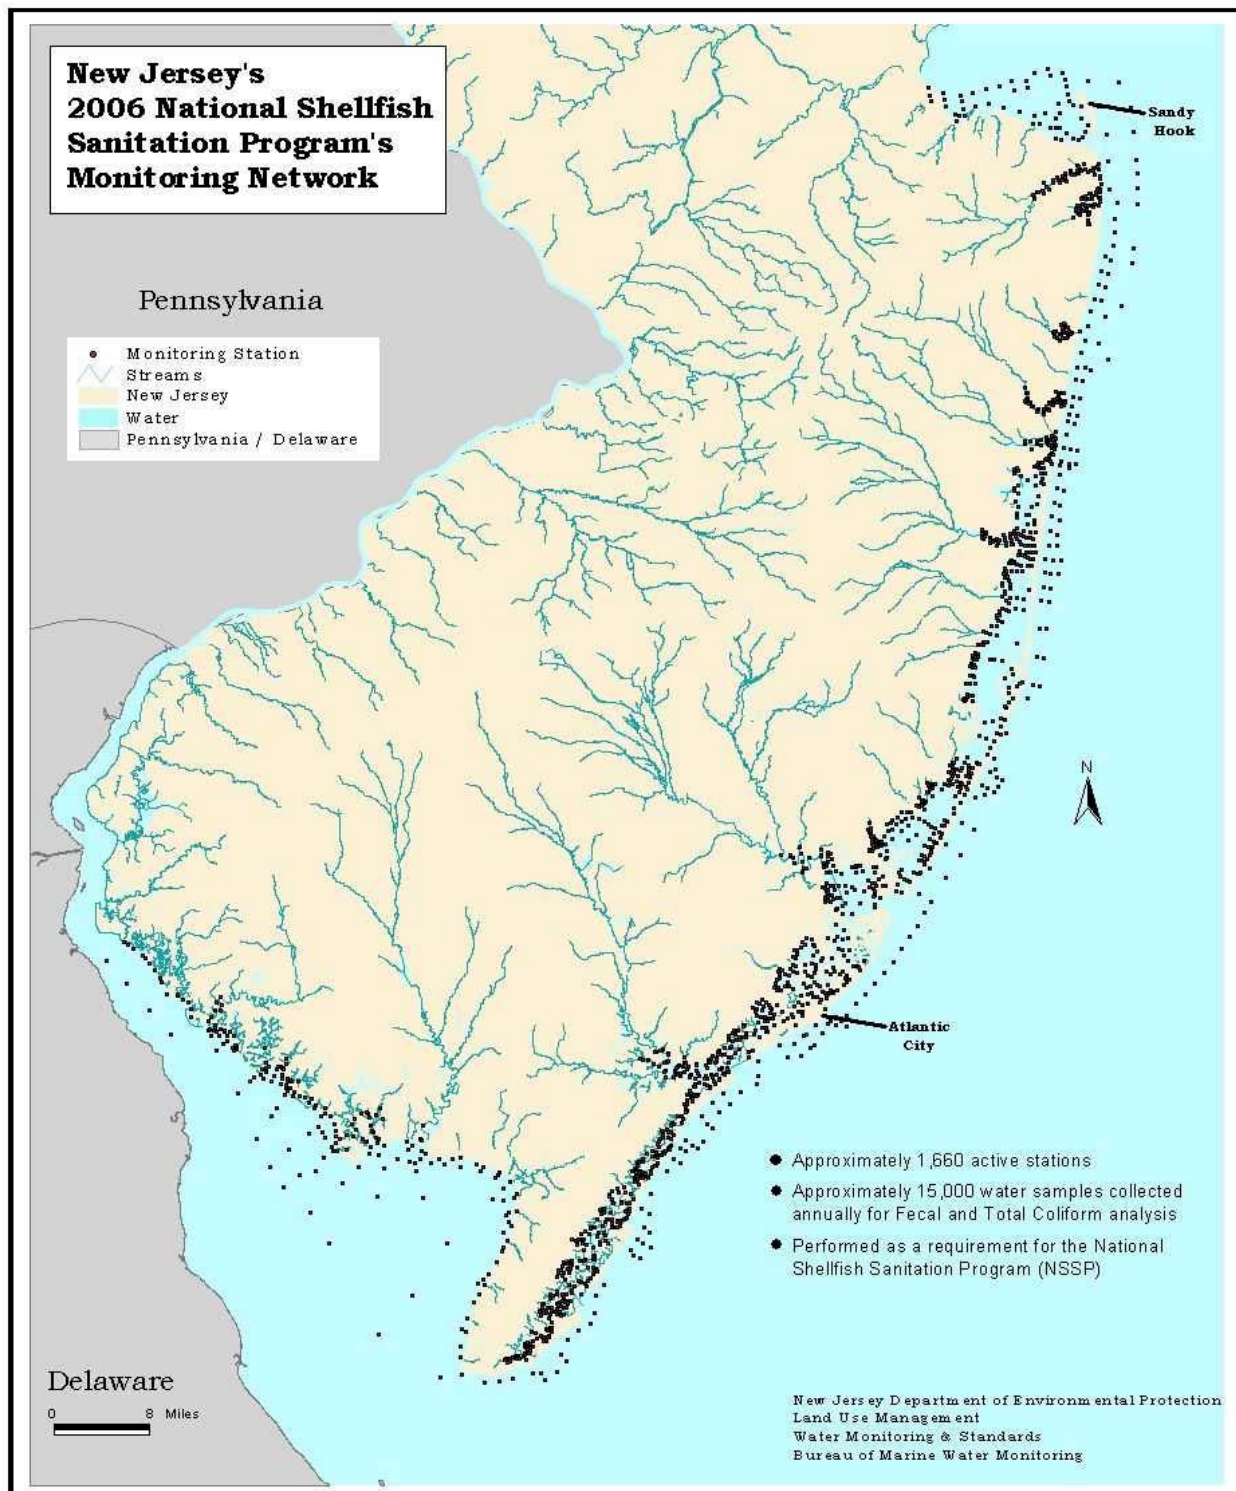 New Jersey's
2006 National Shellfish
Sanitation Program's
Monitoring Network
Sandy
Hook
Pennsylvania
Monitoring Station
Streams
New Jersey
Water
Pennsylvania / Delaware
N
Atlantic
City
Approximately 1,660 active stations
Approximately 15,000 water samples collected
annually for Fecal and Total Coliform analysis
Performed as a requirement for the National
Shellfish Sanitation Program (NSSP)
Delaware
0 8 Miles
New Jersey Department of Environmental Protection
Land Use Management
Water Monitoring & Standards
Bureau of Marine Water Monitoring